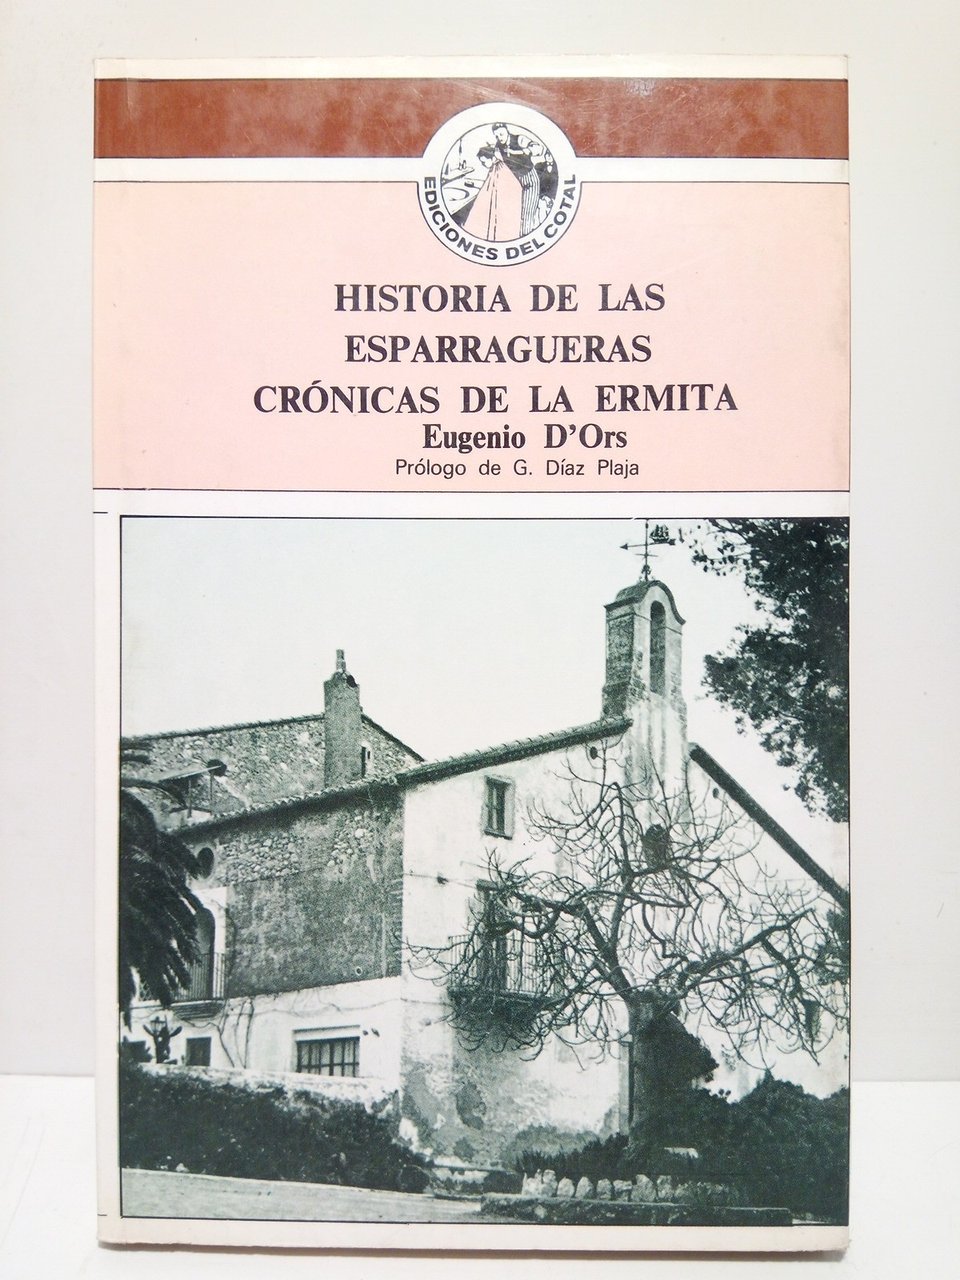 EDICIONES DEL COTAL
HISTORIA DE LAS
ESPARRAGUERAS
CRÓNICAS DE LA ERMITA
Eugenio D'Ors
Prólogo de G. Díaz Plaja